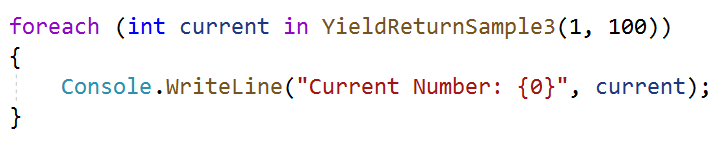 foreach (int current in YieldReturnSample3(1, 100))
{
    Console.WriteLine("Current Number: {0}", current);
}